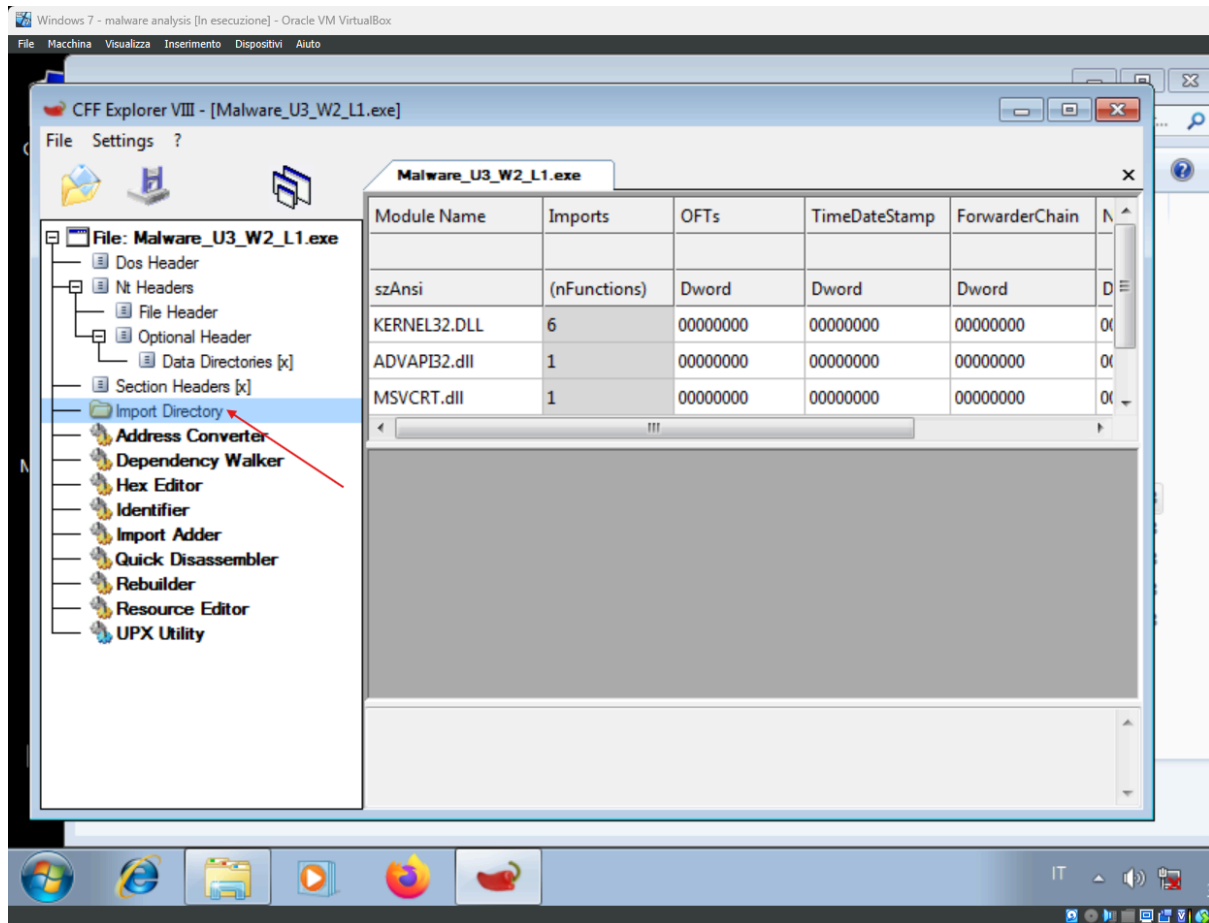 Windows 7 - malware analysis [In esecuzione] - Oracle VM VirtualBox
File Macchina Visualizza Inserimento Dispositivi Aiuto
CFF Explorer VIII - [Malware_U3_W2_L1.exe]
File Settings ?
Malware_U3_W2_L1.exe
Module Name Imports OFTs TimeDateStamp ForwarderChain N
szAnsi (nFunctions) Dword Dword Dword D
KERNEL32.DLL 6 00000000 00000000 00000000 00
ADVAPI32.dll 1 00000000 00000000 00000000 00
MSVCRT.dll 1 00000000 00000000 00000000 00
File: Malware_U3_W2_L1.exe
Dos Header
Nt Headers
File Header
Optional Header
Data Directories [x]
Section Headers [x]
Import Directory
Address Converter
Dependency Walker
Hex Editor
Identifier
Import Adder
Quick Disassembler
Rebuilder
Resource Editor
UPX Utility
IT